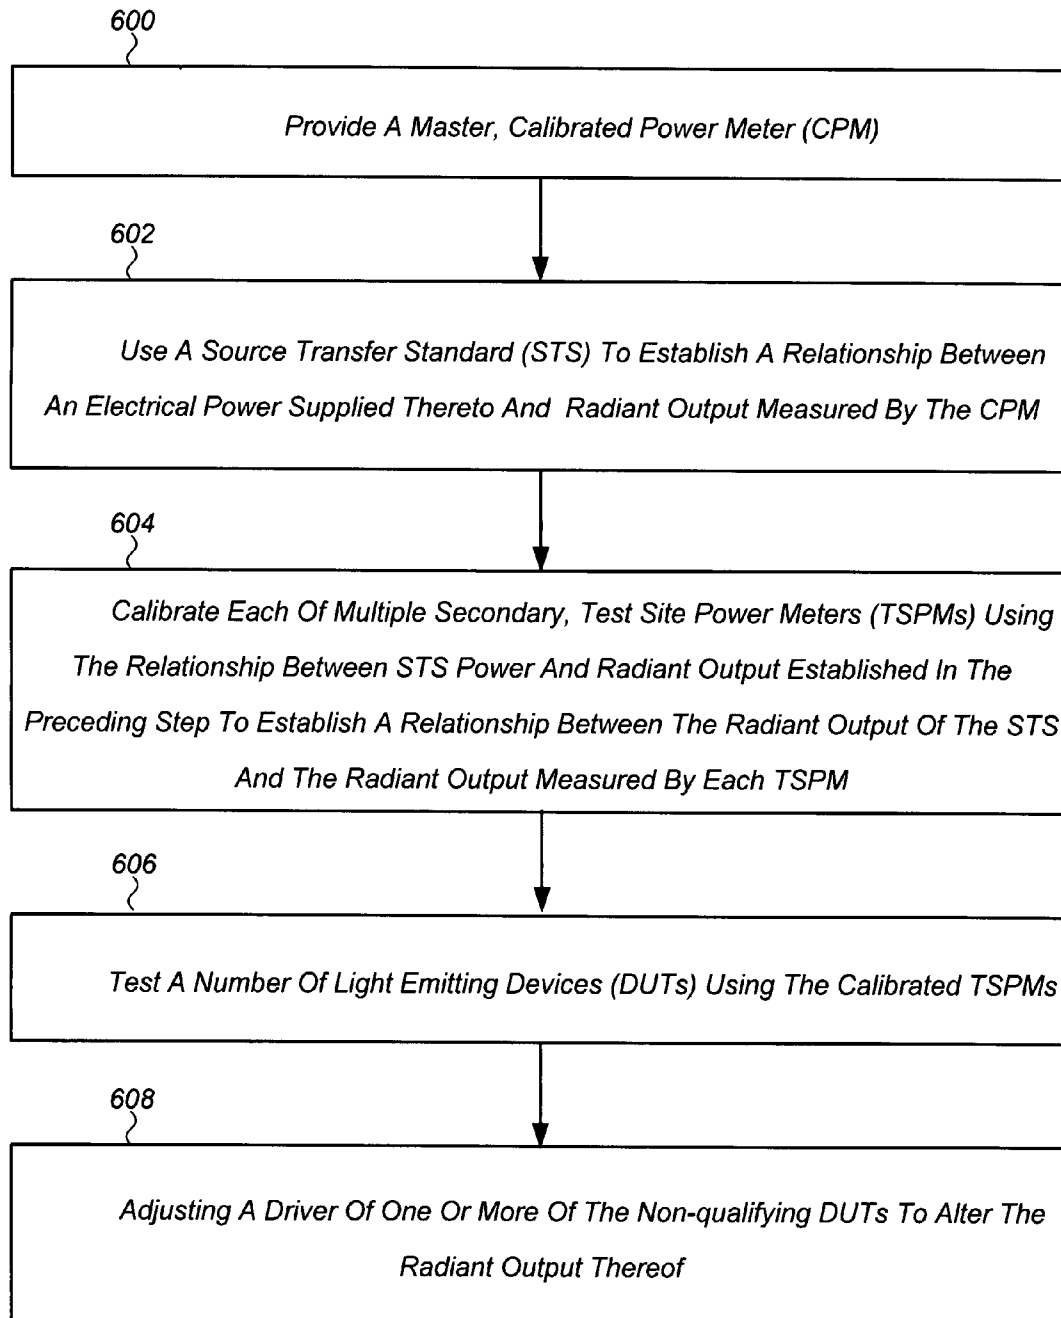 600
Provide A Master, Calibrated Power Meter (CPM)
602
Use A Source Transfer Standard (STS) To Establish A Relationship Between
An Electrical Power Supplied Thereto And Radiant Output Measured By The CPM
604
Calibrate Each Of Multiple Secondary, Test Site Power Meters (TSPMs) Using
The Relationship Between STS Power And Radiant Output Established In The
Preceding Step To Establish A Relationship Between The Radiant Output Of The STS
And The Radiant Output Measured By Each TSPM
606
Test A Number Of Light Emitting Devices (DUTs) Using The Calibrated TSPMs
608
Adjusting A Driver Of One Or More Of The Non-qualifying DUTs To Alter The
Radiant Output Thereof